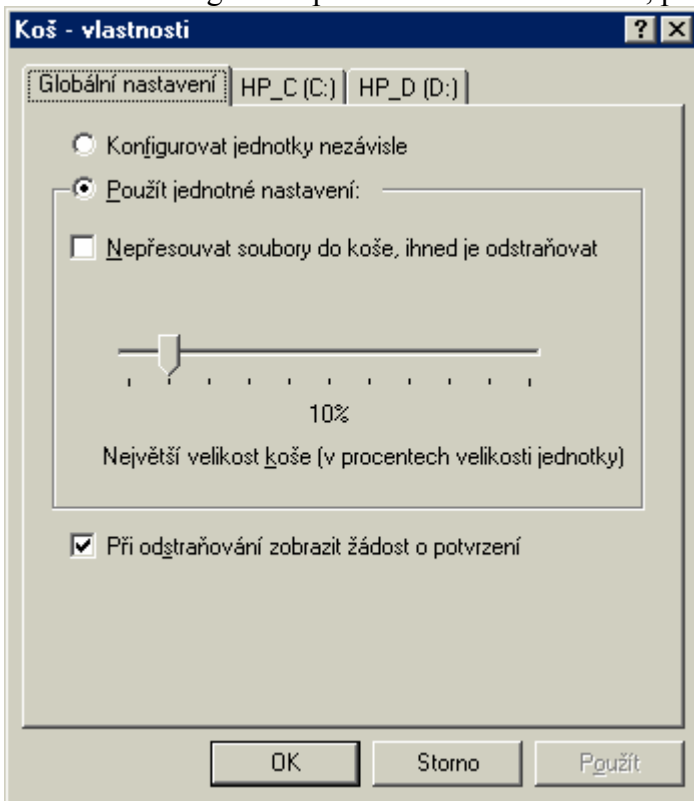 Koš - vlastnosti
Globální nastavení HP_C (C:) HP_D (D:)
Konfigurovat jednotky nezávisle
Použít jednotné nastavení:
Nepřesouvat soubory do koše, ihned je odstraňovat
10%
Největší velikost koše (v procentech velikosti jednotky)
Při odstraňování zobrazit žádost o potvrzení
OK Storno Použít